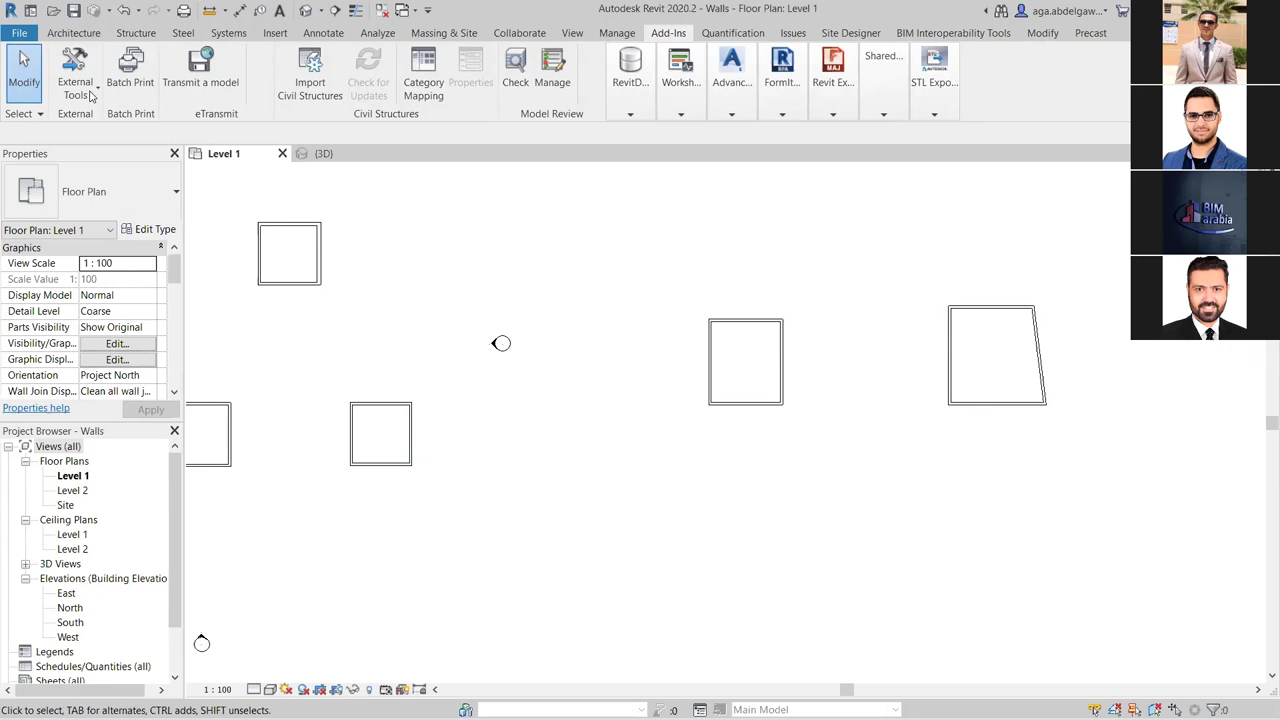 Autodesk Revit 2020.2 - Walls - Floor Plan: Level 1
aga.abdelgaw...
File Architecture Structure Steel Systems Insert Annotate Analyze Massing & Site Collaborate View Manage Add-Ins Quantification Issues Site Designer BIM Interoperability Tools Modify Precast
Modify
External Tools
Batch Print
Transmit a model
Import Civil Structures
Check for Updates
Category Mapping
Properties
Check
Manage
RevitD...
Worksh...
Advanc...
FormIt...
Revit Ex...
Shared...
STL Expo...
Select External Batch Print eTransmit Civil Structures Model Review
Properties
Level 1
{3D}
Floor Plan
Floor Plan: Level 1 Edit Type
Graphics
View Scale 1 : 100
Scale Value 1: 100
Display Model Normal
Detail Level Coarse
Parts Visibility Show Original
Visibility/Grap... Edit...
Graphic Displ... Edit...
Orientation Project North
Wall Join Disp... Clean all wall j...
Properties help Apply
Project Browser - Walls
Views (all)
Floor Plans
Level 1
Level 2
Site
Ceiling Plans
Level 1
Level 2
3D Views
Elevations (Building Elevatio
East
North
South
West
Legends
Schedules/Quantities (all)
Sheets (all)
BIM
arabia
1 : 100
Click to select, TAB for alternates, CTRL adds, SHIFT unselects.
:0
Main Model
:0